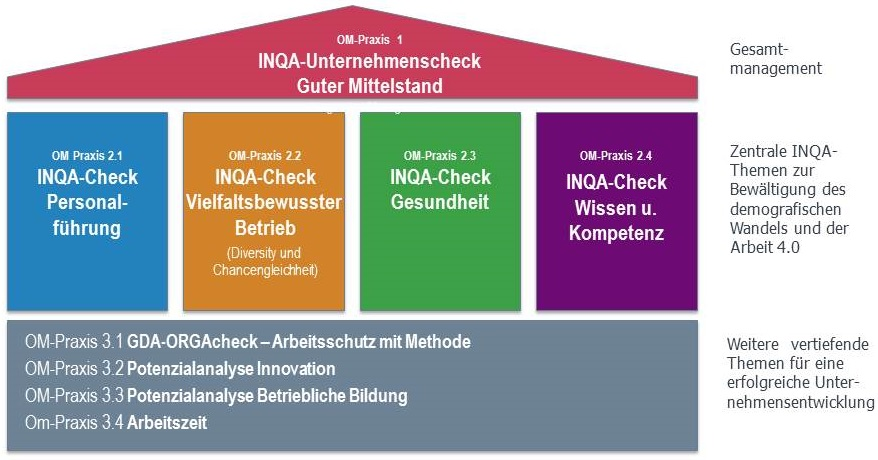 OM-Praxis 1
INQA-Unternehmenscheck
Guter Mittelstand
Gesamt-
management
OM Praxis 2.1
INQA-Check
Personal-
führung
OM-Praxis 2.2
INQA-Check
Vielfaltsbewusster
Betrieb
(Diversity und
Chancengleichheit)
OM-Praxis 2.3
INQA-Check
Gesundheit
OM-Praxis 2.4
INQA-Check
Wissen u.
Kompetenz
Zentrale INQA-
Themen zur
Bewältigung des
demografischen
Wandels und der
Arbeit 4.0
OM-Praxis 3.1 GDA-ORGAcheck – Arbeitsschutz mit Methode
OM-Praxis 3.2 Potenzialanalyse Innovation
OM-Praxis 3.3 Potenzialanalyse Betriebliche Bildung
Om-Praxis 3.4 Arbeitszeit
Weitere vertiefende
Themen für eine
erfolgreiche Unter-
nehmensentwicklung